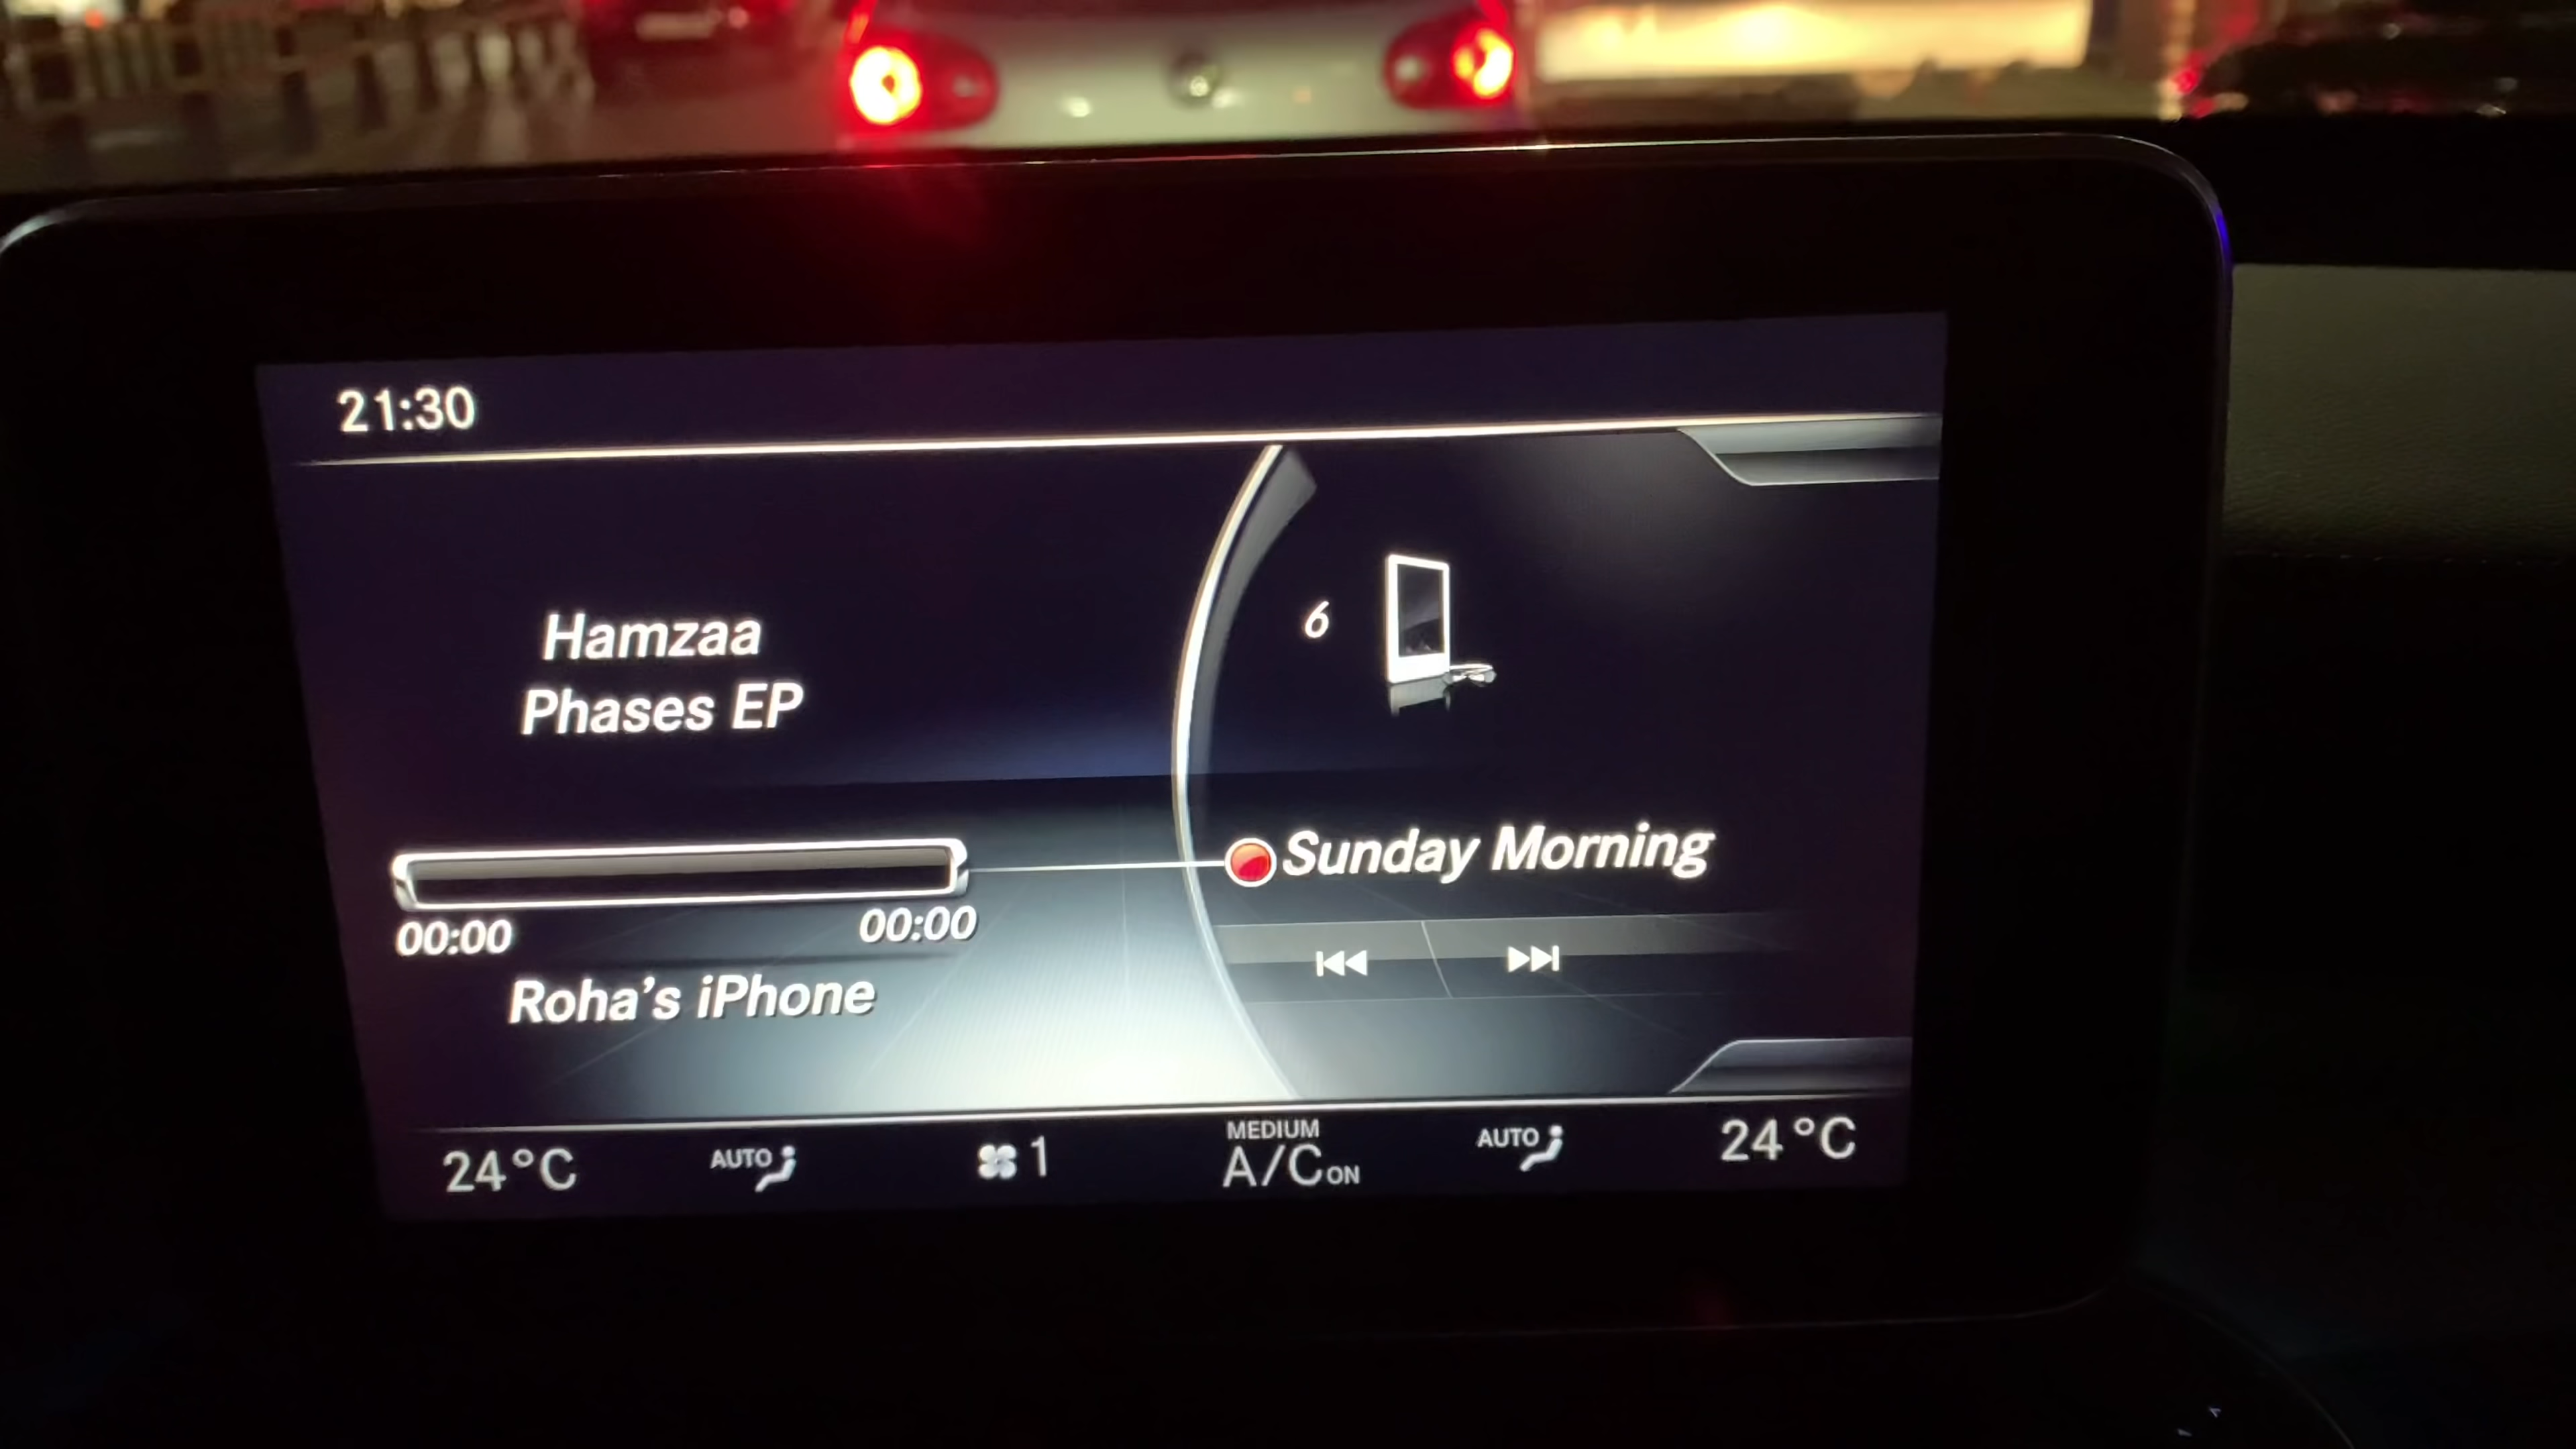 21:30
Hamzaa
Phases EP
6
Sunday Morning
00:00 00:00
Roha's iPhone
24°C AUTO 1 MEDIUM A/C ON AUTO 24°C